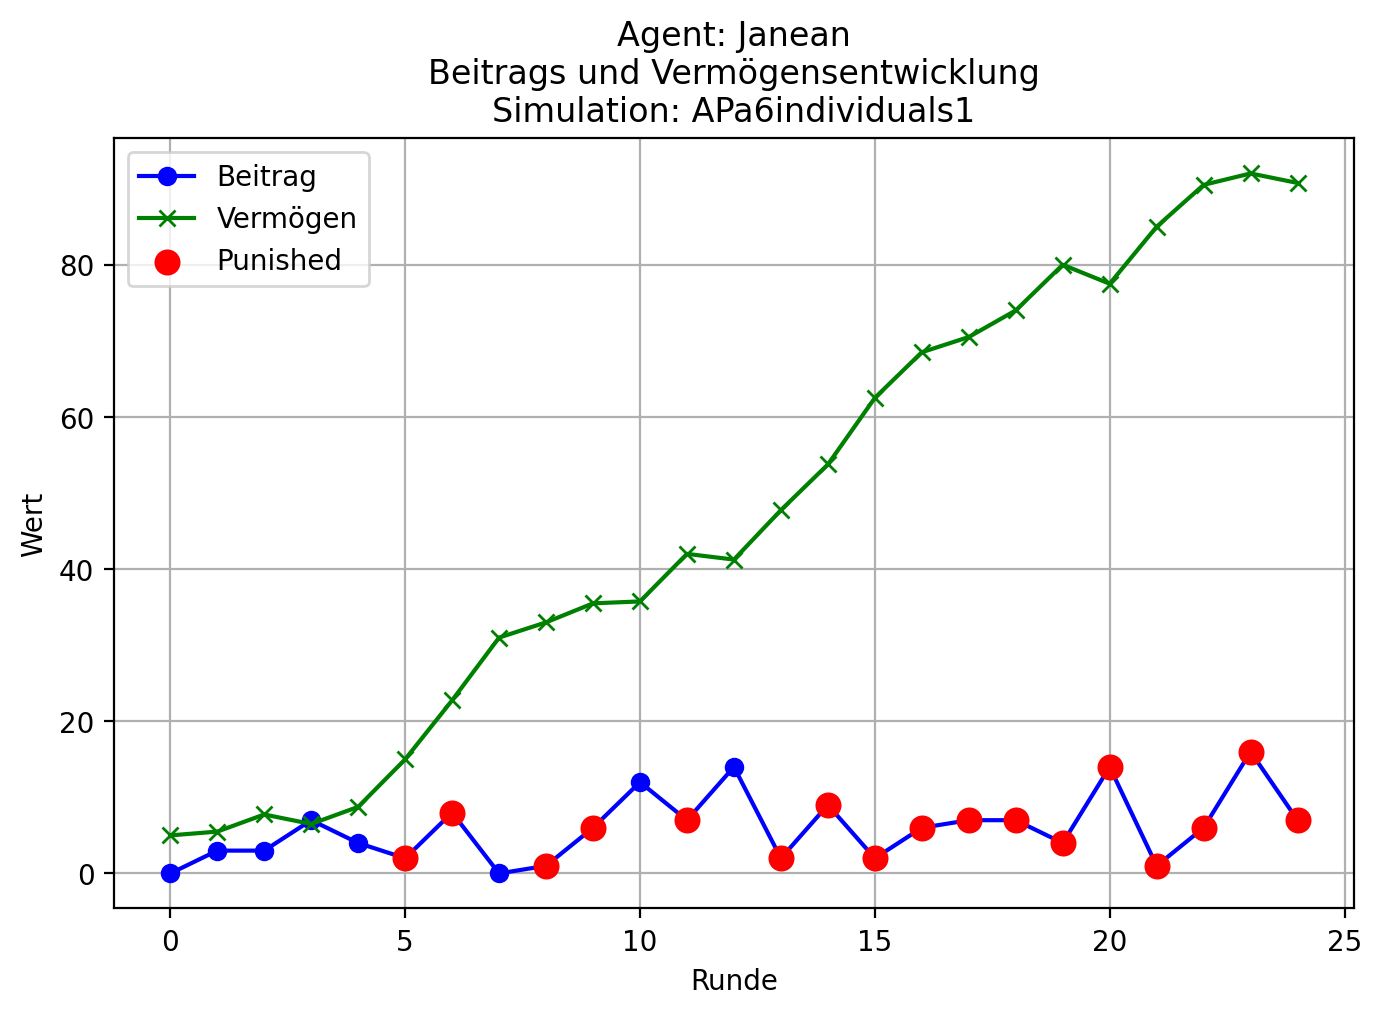 Agent: Janean
Beitrags und Vermögensentwicklung
Simulation: APa6individuals1
Beitrag
Vermögen
Punished
80
60
40
20
0
Wert
0 5 10 15 20 25
Runde